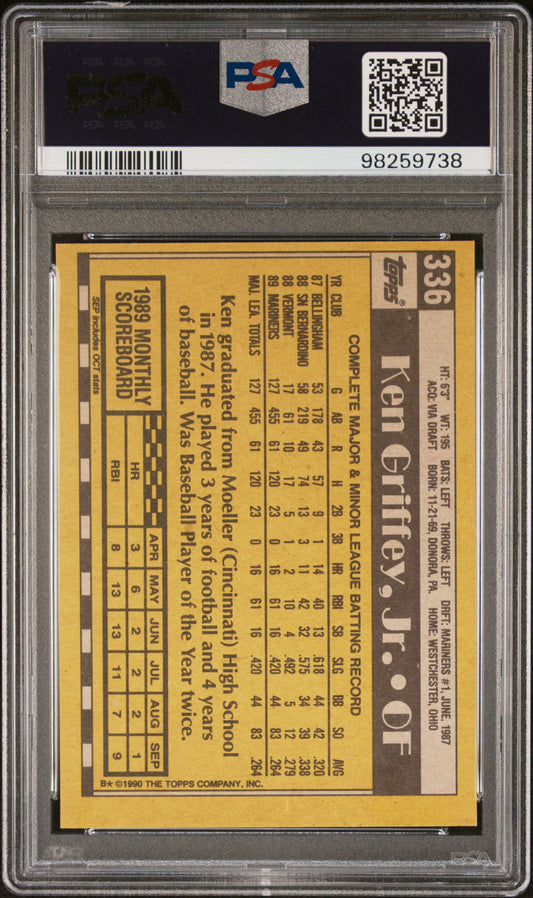 PSA
PSA
98259738
336
Topps®
Ken Griffey, Jr. • OF
HT: 6'3" WT: 195 BATS: LEFT THROWS: LEFT DRFT: MARINERS #1, JUNE, 1987
ACQ: VIA DRAFT BORN: 11-21-69, DONORA, PA. HOME: WESTCHESTER, OHIO
COMPLETE MAJOR & MINOR LEAGUE BATTING RECORD
YR CLUB G AB R H 2B 3B HR RBI SB SLG BB SO AVG
87 BELLINGHAM 53 178 43 57 9 1 14 40 13 .618 44 42 .320
88 SN BERNARDINO 58 219 49 74 13 3 11 42 32 .575 34 39 .338
88 VERMONT 17 61 10 17 5 1 2 10 4 .492 5 12 .279
89 MARINERS 127 455 61 120 23 0 16 61 16 .420 44 83 .264
MAJ. LEA. TOTALS 127 455 61 120 23 0 16 61 16 .420 44 83 .264
Ken graduated from Moeller (Cincinnati) High School
in 1987. He played 3 years of football and 4 years
of baseball. Was Baseball Player of the Year twice.
1989 MONTHLY
SCOREBOARD
SEP includes OCT stats
APR MAY JUN JUL AUG SEP
HR 3 6 2 2 2 1
RBI 8 13 13 11 7 9
B* ©1990 THE TOPPS COMPANY, INC.
PSA